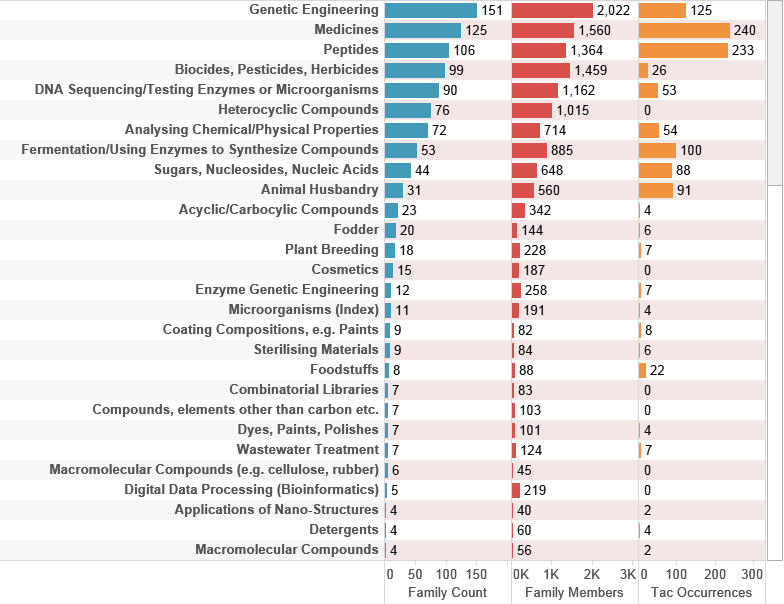 Genetic Engineering 151 2,022 125
Medicines 125 1,560 240
Peptides 106 1,364 233
Biocides, Pesticides, Herbicides 99 1,459 26
DNA Sequencing/Testing Enzymes or Microorganisms 90 1,162 53
Heterocyclic Compounds 76 1,015 0
Analysing Chemical/Physical Properties 72 714 54
Fermentation/Using Enzymes to Synthesize Compounds 53 885 100
Sugars, Nucleosides, Nucleic Acids 44 648 88
Animal Husbandry 31 560 91
Acyclic/Carbocylic Compounds 23 342 4
Fodder 20 144 6
Plant Breeding 18 228 7
Cosmetics 15 187 0
Enzyme Genetic Engineering 12 258 7
Microorganisms (Index) 11 191 4
Coating Compositions, e.g. Paints 9 82 8
Sterilising Materials 9 84 6
Foodstuffs 8 88 22
Combinatorial Libraries 7 83 0
Compounds, elements other than carbon etc. 7 103 0
Dyes, Paints, Polishes 7 101 4
Wastewater Treatment 7 124 7
Macromolecular Compounds (e.g. cellulose, rubber) 6 45 0
Digital Data Processing (Bioinformatics) 5 219 0
Applications of Nano-Structures 4 40 2
Detergents 4 60 4
Macromolecular Compounds 4 56 2
0 50 100 150 0K 1K 2K 3K 0 100 200 300
Family Count Family Members Tac Occurrences